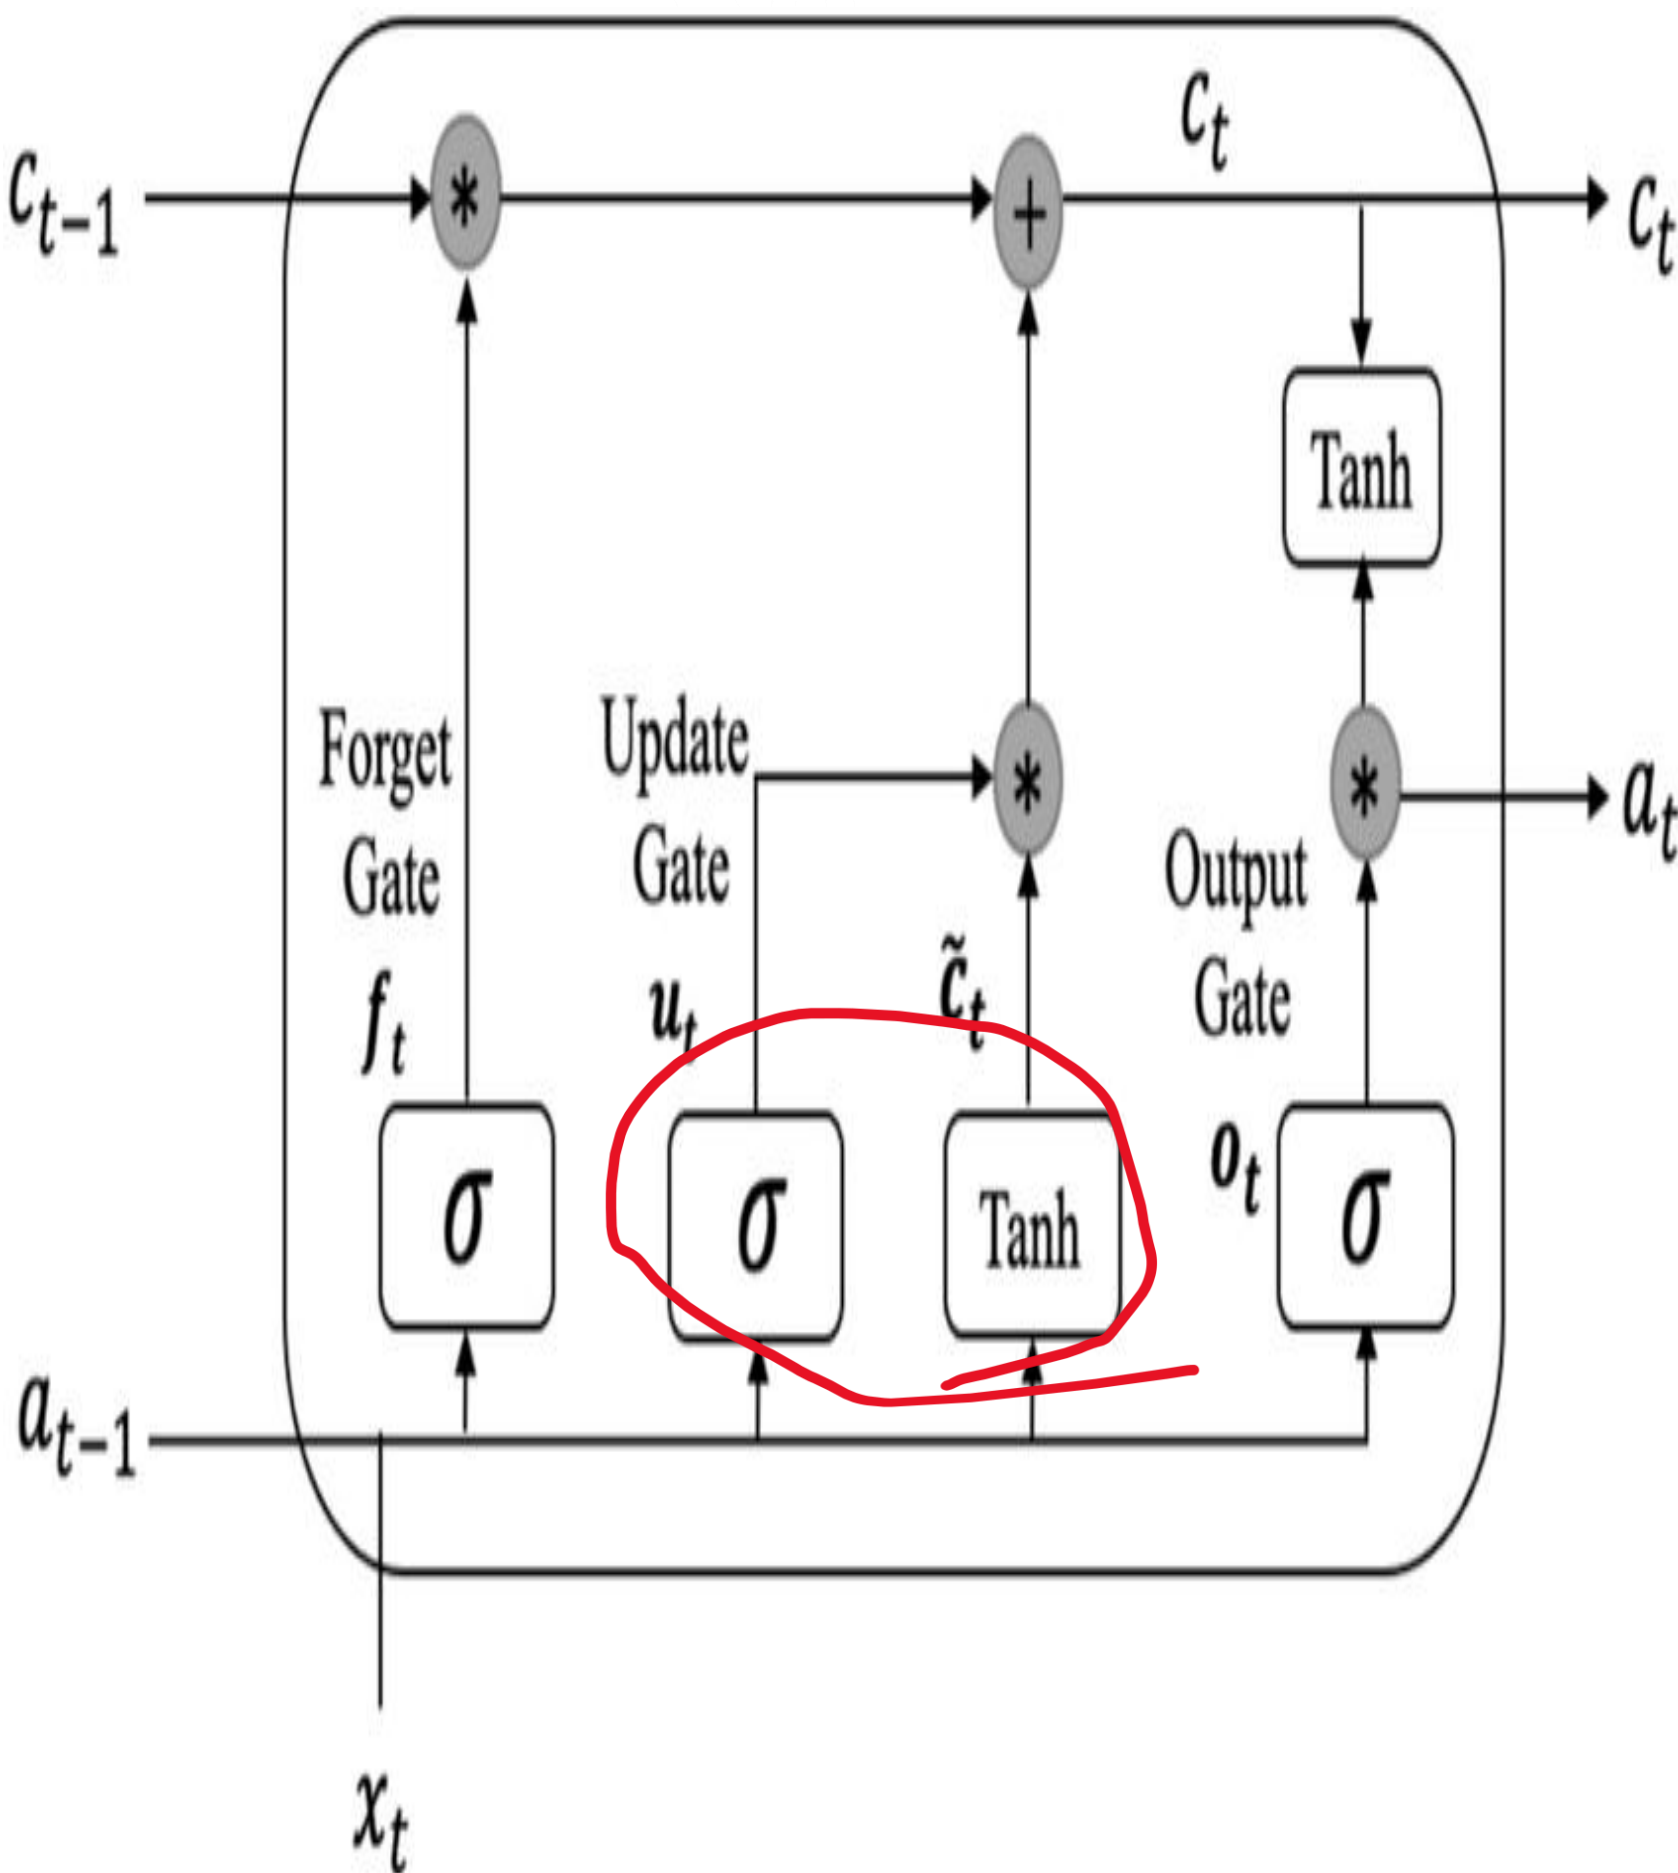 c_t
c_{t-1}
*
+
c_t
Tanh
Forget
Gate
f_t
Update
Gate
u_t
*
c̃_t
*
a_t
Output
Gate
o_t
σ
σ
Tanh
σ
a_{t-1}
x_t